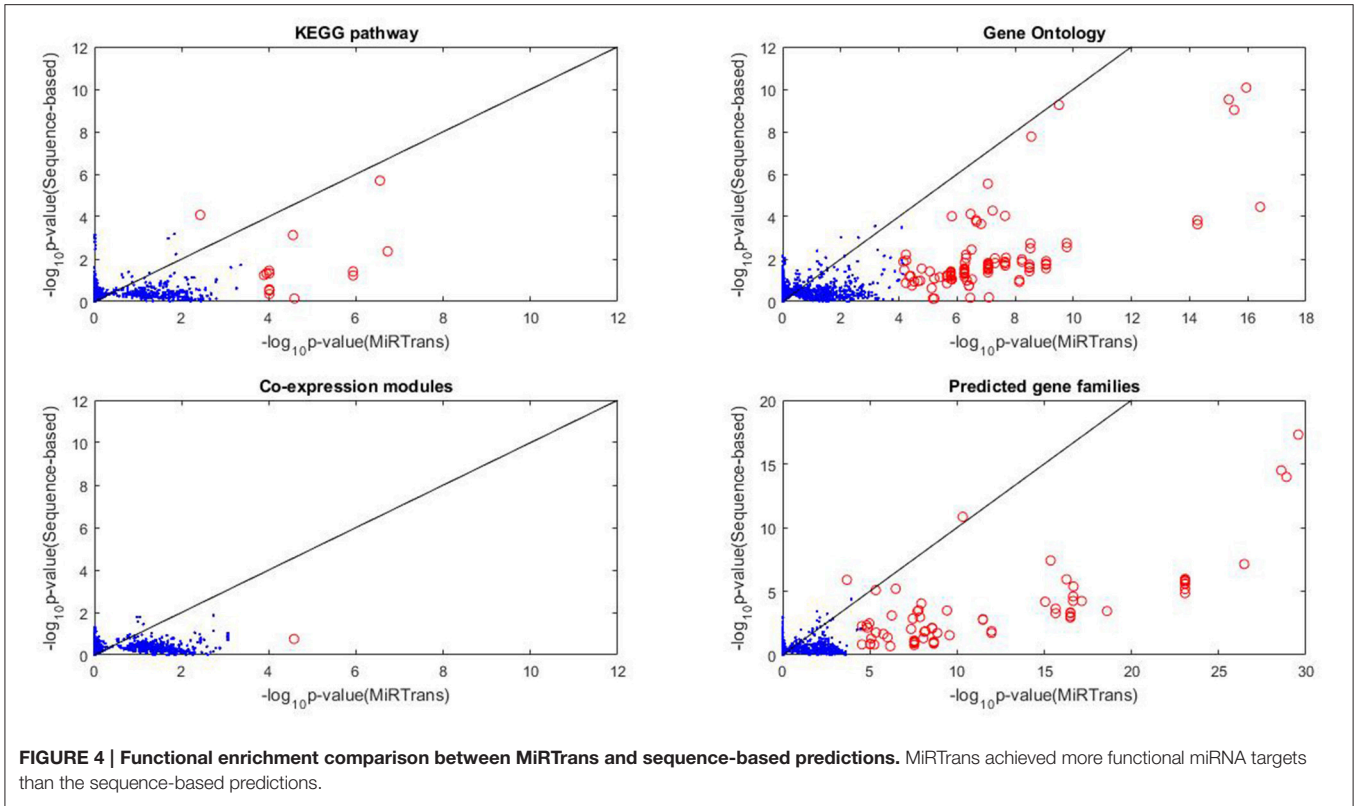 KEGG pathway
12
10
8
6
4
2
0
0 2 4 6 8 10 12
-log10p-value(Sequence-based)
-log10p-value(MiRTrans)
Gene Ontology
12
10
8
6
4
2
0
0 2 4 6 8 10 12 14 16 18
-log10p-value(Sequence-based)
-log10p-value(MiRTrans)
Co-expression modules
12
10
8
6
4
2
0
0 2 4 6 8 10 12
-log10p-value(Sequence-based)
-log10p-value(MiRTrans)
Predicted gene families
20
15
10
5
0
0 5 10 15 20 25 30
-log10p-value(Sequence-based)
-log10p-value(MiRTrans)
FIGURE 4 | Functional enrichment comparison between MiRTrans and sequence-based predictions. MiRTrans achieved more functional miRNA targets
than the sequence-based predictions.